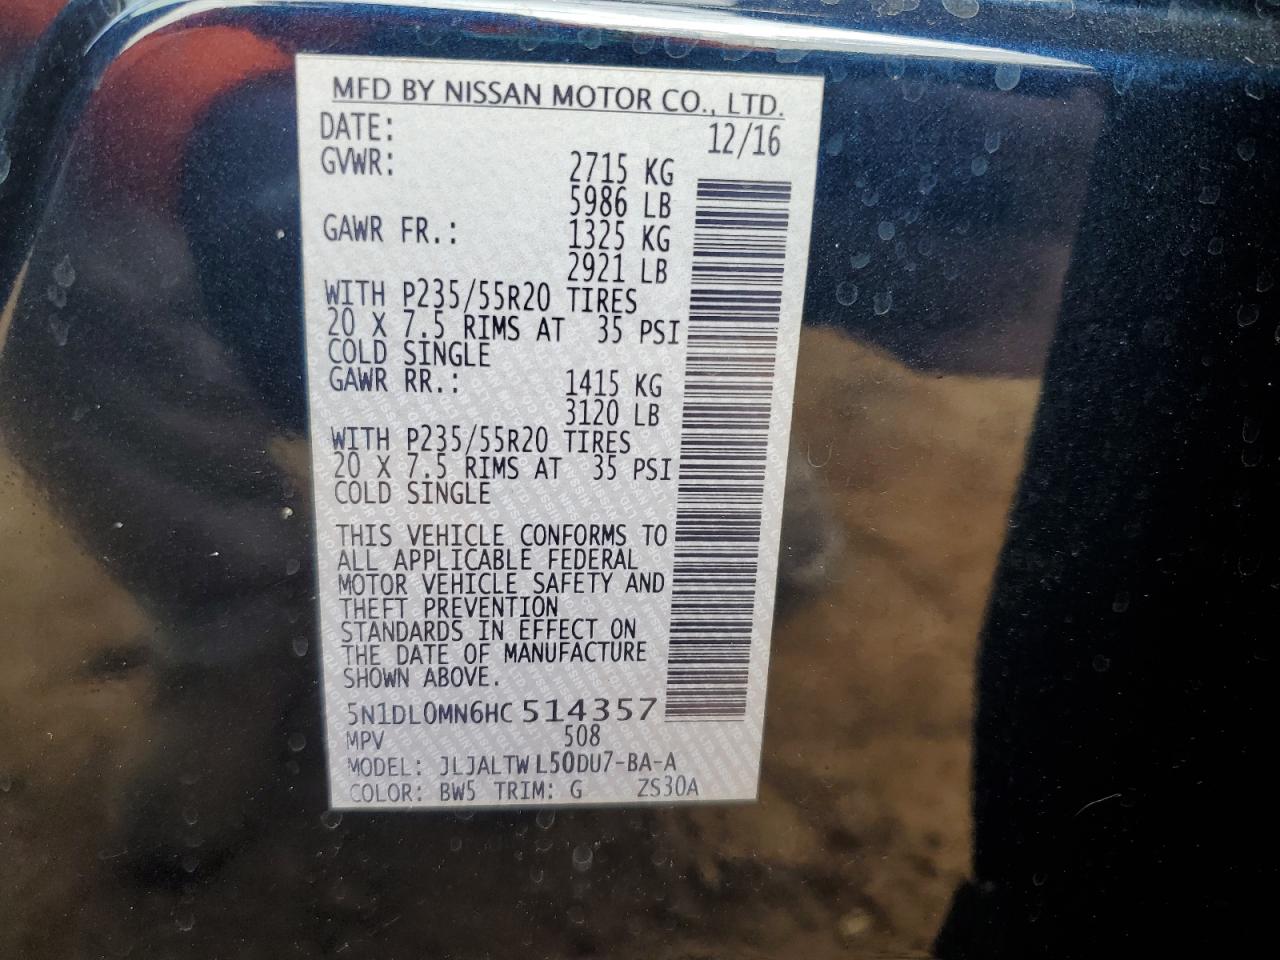 MFD BY NISSAN MOTOR CO., LTD.
DATE: 12/16
GVWR: 2715 KG
5986 LB
GAWR FR.: 1325 KG
2921 LB
WITH P235/55R20 TIRES
20 X 7.5 RIMS AT 35 PSI
COLD SINGLE
GAWR RR.: 1415 KG
3120 LB
WITH P235/55R20 TIRES
20 X 7.5 RIMS AT 35 PSI
COLD SINGLE
THIS VEHICLE CONFORMS TO
ALL APPLICABLE FEDERAL
MOTOR VEHICLE SAFETY AND
THEFT PREVENTION
STANDARDS IN EFFECT ON
THE DATE OF MANUFACTURE
SHOWN ABOVE.
5N1DL0MN6HC514357
MPV 508
MODEL: JLJALTWL50DU7-BA-A
COLOR: BW5 TRIM: G ZS30A